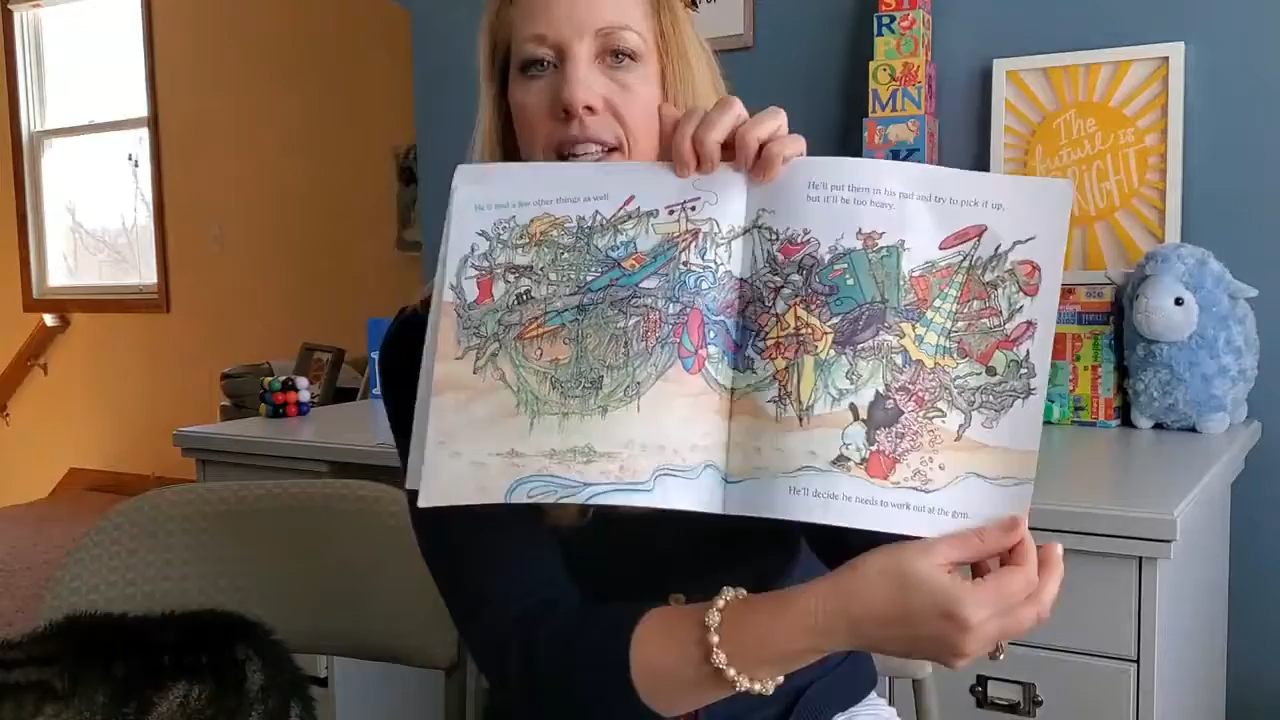 He'll find a few other things as well
He'll put them in his pad and try to pick it up,
but it'll be too heavy.
He'll decide he needs to work out at the gym.
The
future is
BRIGHT
S
R
PQ
O
MN
L
K